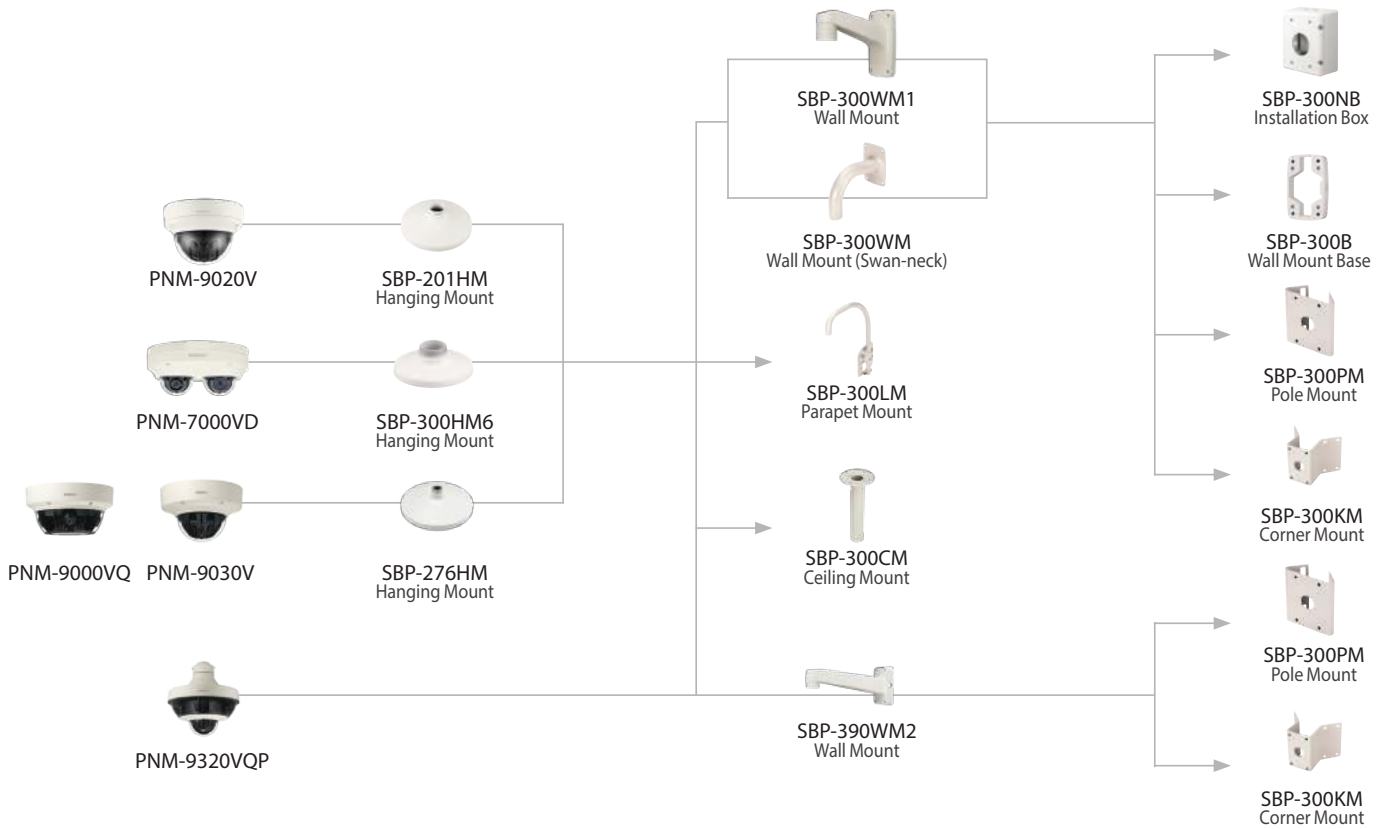 SBP-300WM1
Wall Mount
SBP-300NB
Installation Box
SBP-300WM
Wall Mount (Swan-neck)
SBP-300B
Wall Mount Base
PNM-9020V
SBP-201HM
Hanging Mount
SBP-300LM
Parapet Mount
SBP-300PM
Pole Mount
PNM-7000VD
SBP-300HM6
Hanging Mount
SBP-300CM
Ceiling Mount
SBP-300KM
Corner Mount
PNM-9000VQ PNM-9030V
SBP-276HM
Hanging Mount
SBP-300PM
Pole Mount
PNM-9320VQP
SBP-390WM2
Wall Mount
SBP-300KM
Corner Mount